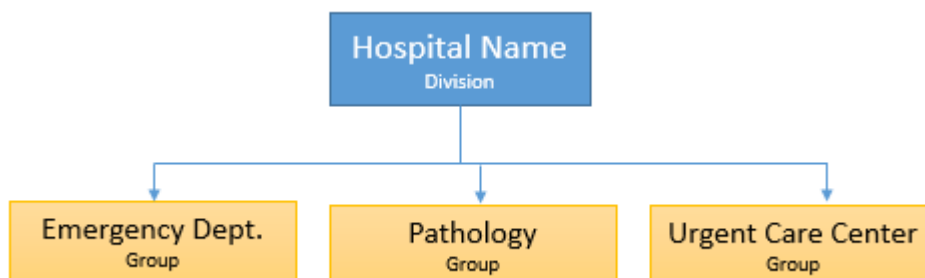 Hospital Name
Division
Emergency Dept.
Group
Pathology
Group
Urgent Care Center
Group